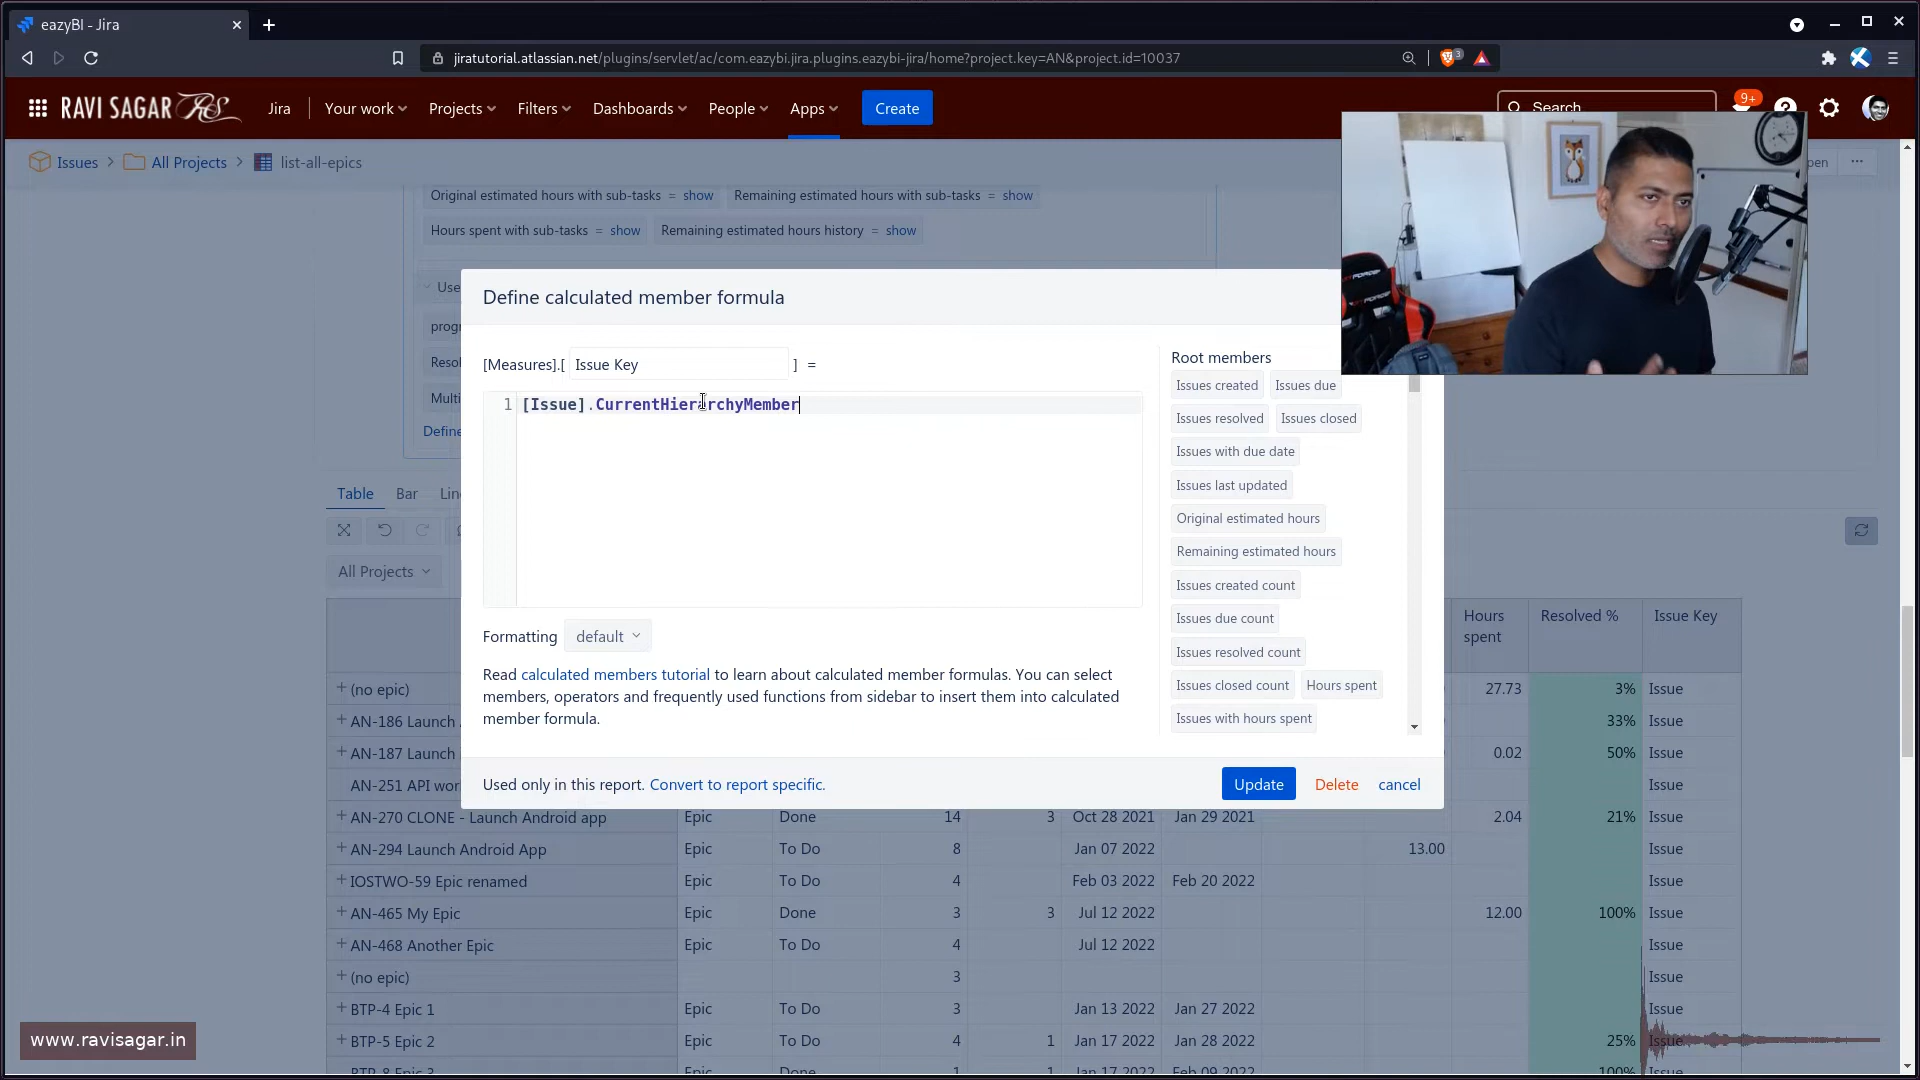 eazyBI - Jira
jiratutorial.atlassian.net/plugins/servlet/ac/com.eazybi.jira.plugins.eazybi-jira/home?project.key=AN&project.id=10037
3
RAVI SAGAR RS
Jira
Your work
Projects
Filters
Dashboards
People
Apps
Create
Search
9+
Issues
All Projects
list-all-epics
Original estimated hours with sub-tasks = show
Remaining estimated hours with sub-tasks = show
Hours spent with sub-tasks = show
Remaining estimated hours history = show
Define calculated member formula
[Measures].[ Issue Key ] =
1 [Issue].CurrentHierarchyMember
Root members
Issues created
Issues due
Issues resolved
Issues closed
Issues with due date
Issues last updated
Original estimated hours
Remaining estimated hours
Issues created count
Issues due count
Issues resolved count
Issues closed count
Hours spent
Issues with hours spent
Formatting default
Read calculated members tutorial to learn about calculated member formulas. You can select
members, operators and frequently used functions from sidebar to insert them into calculated
member formula.
Used only in this report. Convert to report specific.
Update
Delete
cancel
Define
Table
Bar
All Projects
Hours spent
Resolved %
Issue Key
+ (no epic) 27.73 3% Issue
+ AN-186 Launch 33% Issue
+ AN-187 Launch 0.02 50% Issue
AN-251 API Issue
+ AN-270 CLONE - Launch Android app Epic Done 14 3 Oct 28 2021 Jan 29 2021 2.04 21% Issue
+ AN-294 Launch Android App Epic To Do 8 Jan 07 2022 13.00 Issue
+ IOSTWO-59 Epic renamed Epic To Do 4 Feb 03 2022 Feb 20 2022 Issue
+ AN-465 My Epic Epic Done 3 3 Jul 12 2022 12.00 100% Issue
+ AN-468 Another Epic Epic To Do 4 Jul 12 2022 Issue
+ (no epic) 3 Issue
+ BTP-4 Epic 1 Epic To Do 3 Jan 13 2022 Jan 27 2022 Issue
+ BTP-5 Epic 2 Epic To Do 4 1 Jan 17 2022 Jan 28 2022 25% Issue
www.ravisagar.in